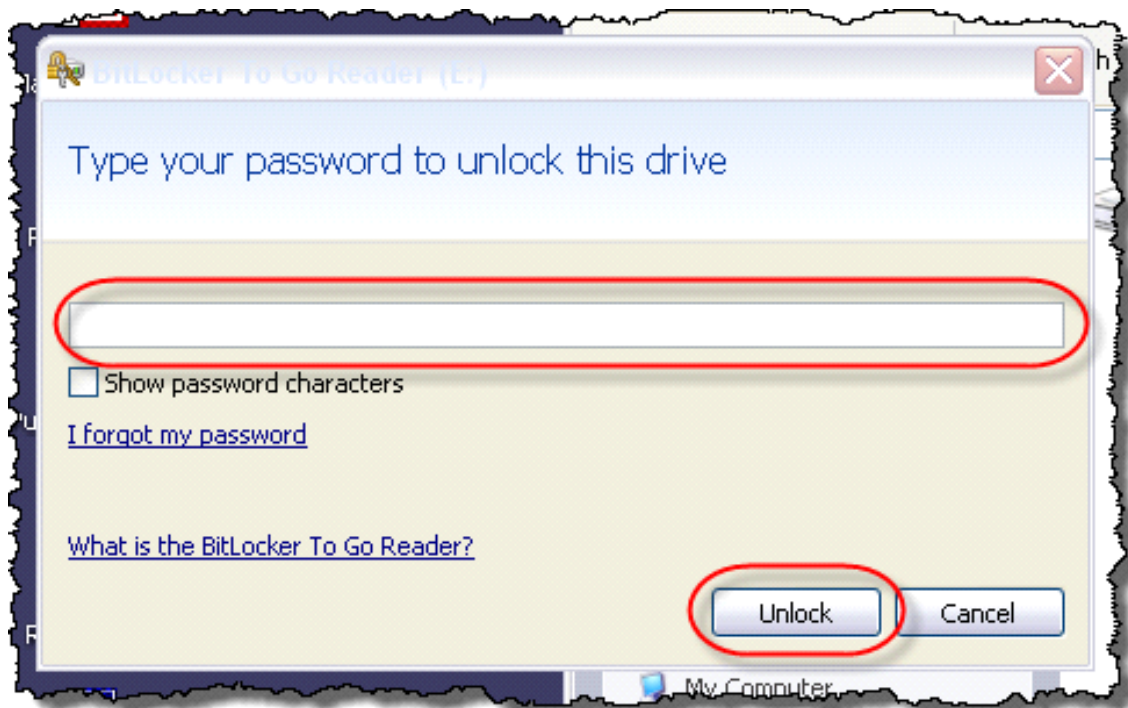 BitLocker To Go Reader (E:)
Type your password to unlock this drive
Show password characters
I forgot my password
What is the BitLocker To Go Reader?
Unlock
Cancel
My Computer